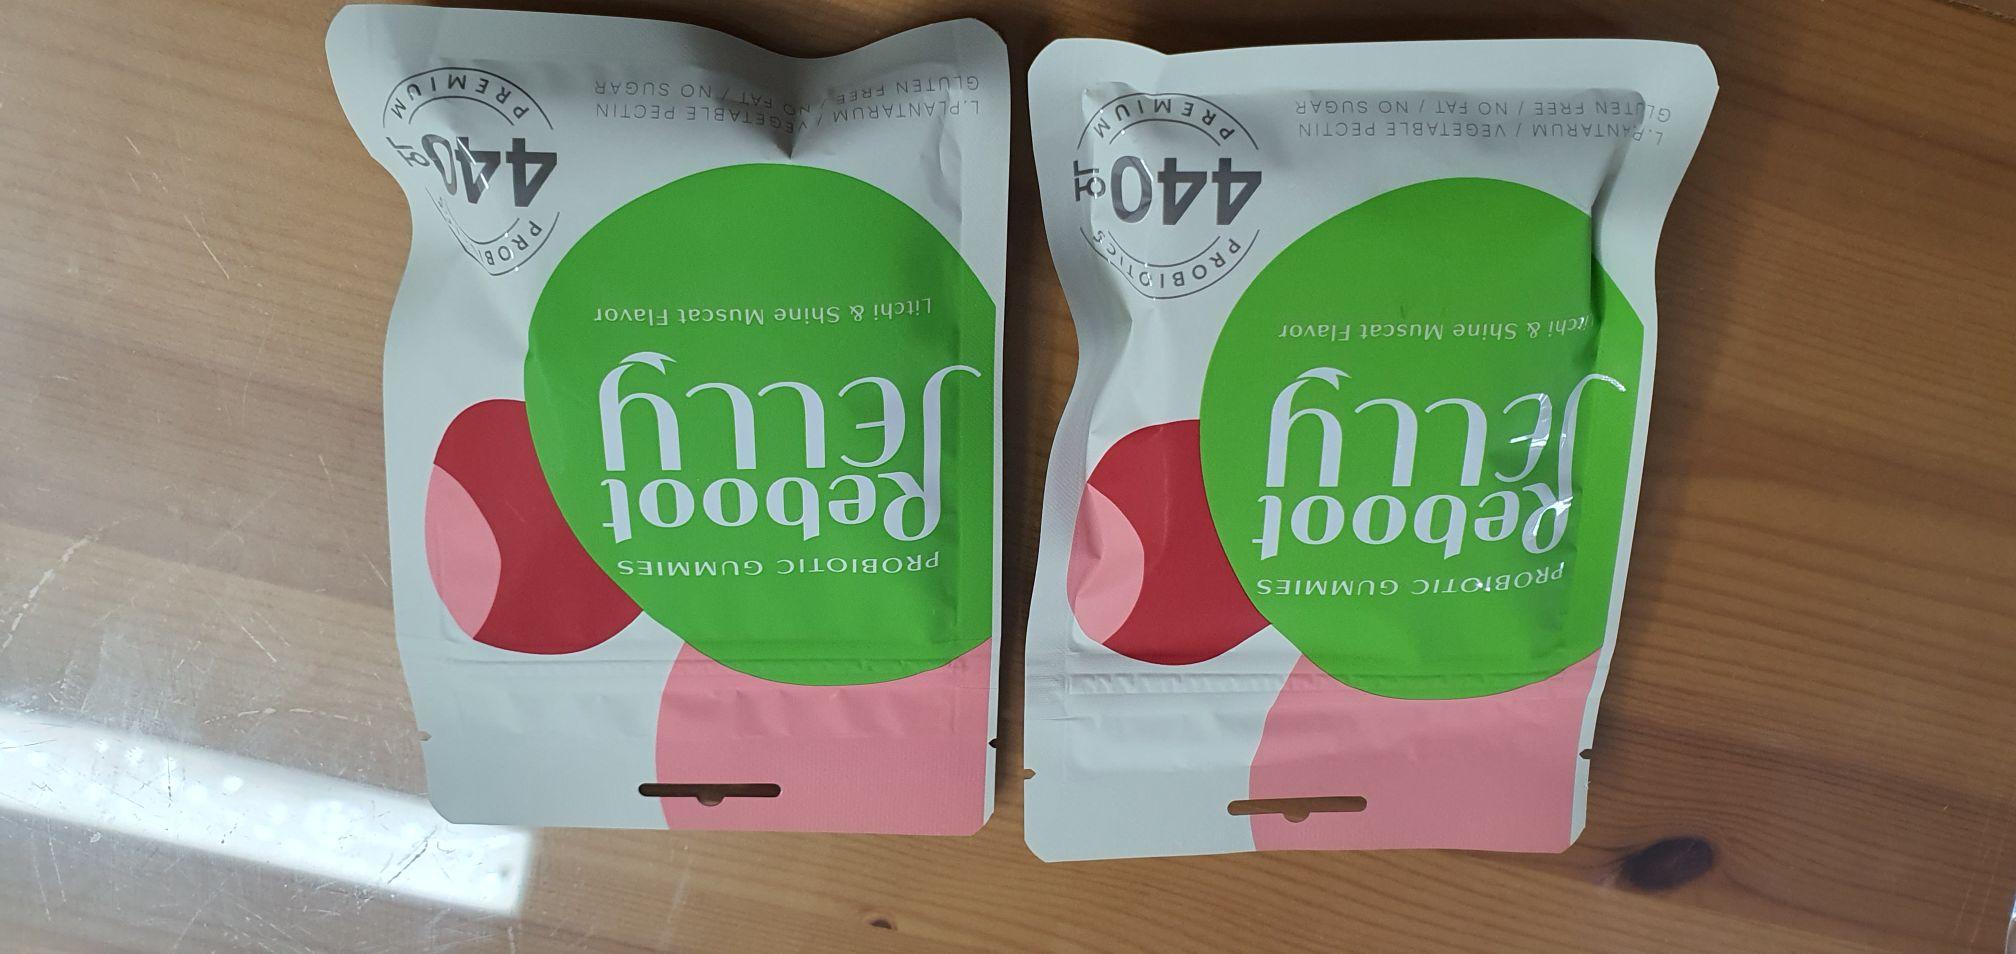 PROBIOTIC GUMMIES
Reboot
JELLY
Litchi & Shine Muscat Flavor
PROBIOTICS
440억
PREMIUM
L.PLANTARUM / VEGETABLE PECTIN
GLUTEN FREE / NO FAT / NO SUGAR
PROBIOTIC GUMMIES
Reboot
JELLY
Litchi & Shine Muscat Flavor
PROBIOTICS
440억
PREMIUM
L.PLANTARUM / VEGETABLE PECTIN
GLUTEN FREE / NO FAT / NO SUGAR